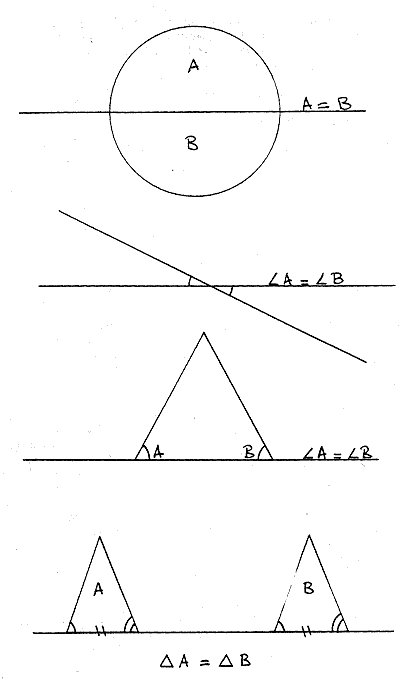 A
A = B
B
∠A = ∠B
A B ∠A = ∠B
A B
△A = △B